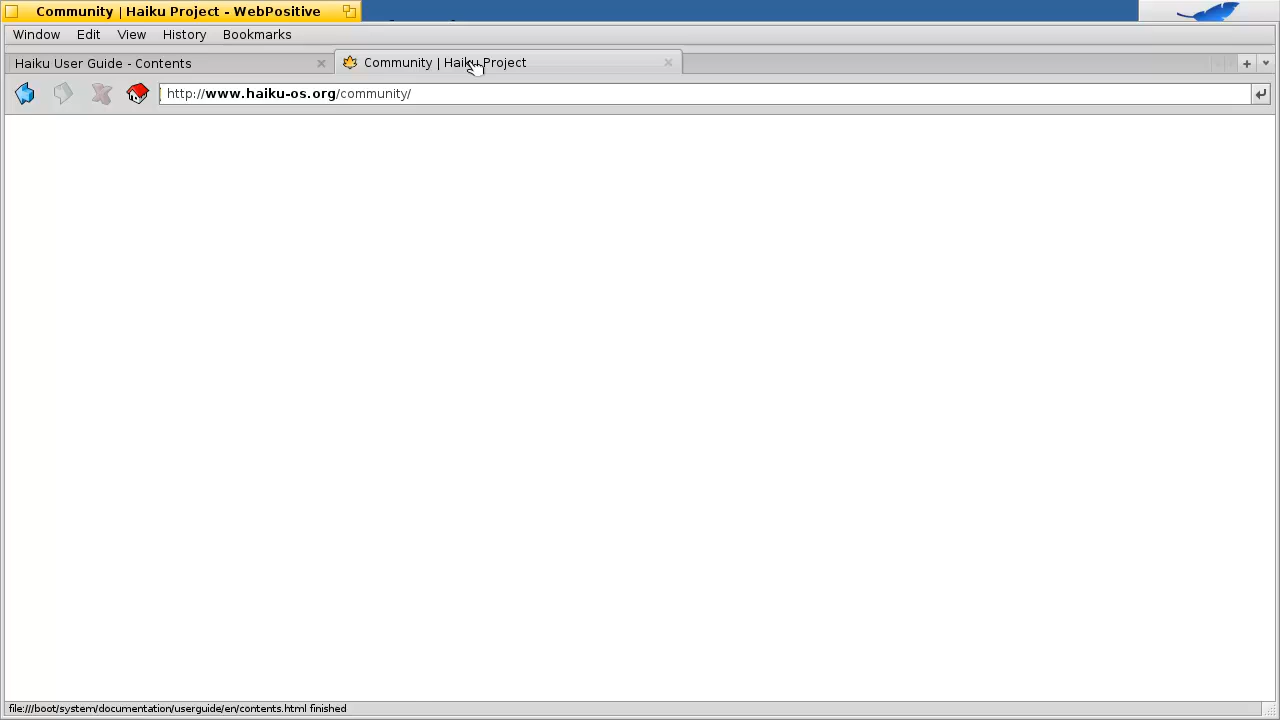 Community | Haiku Project - WebPositive
Window Edit View History Bookmarks
Haiku User Guide - Contents Community | Haiku Project
http://www.haiku-os.org/community/
file:///boot/system/documentation/userguide/en/contents.html finished